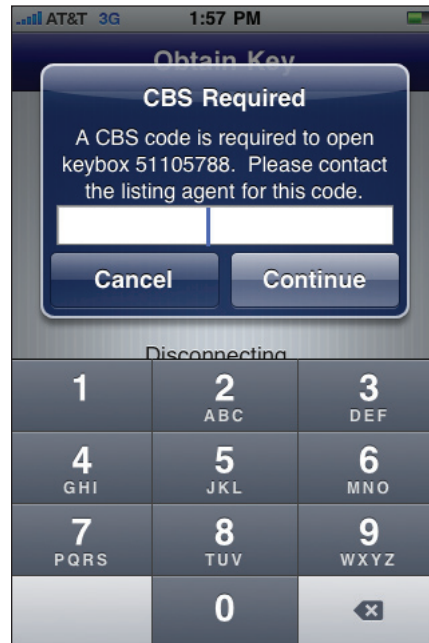 AT&T 3G 1:57 PM
Obtain Key
CBS Required
A CBS code is required to open
keybox 51105788. Please contact
the listing agent for this code.
Cancel Continue
Disconnecting
1 2 3
ABC DEF
4 5 6
GHI JKL MNO
7 8 9
PQRS TUV WXYZ
0